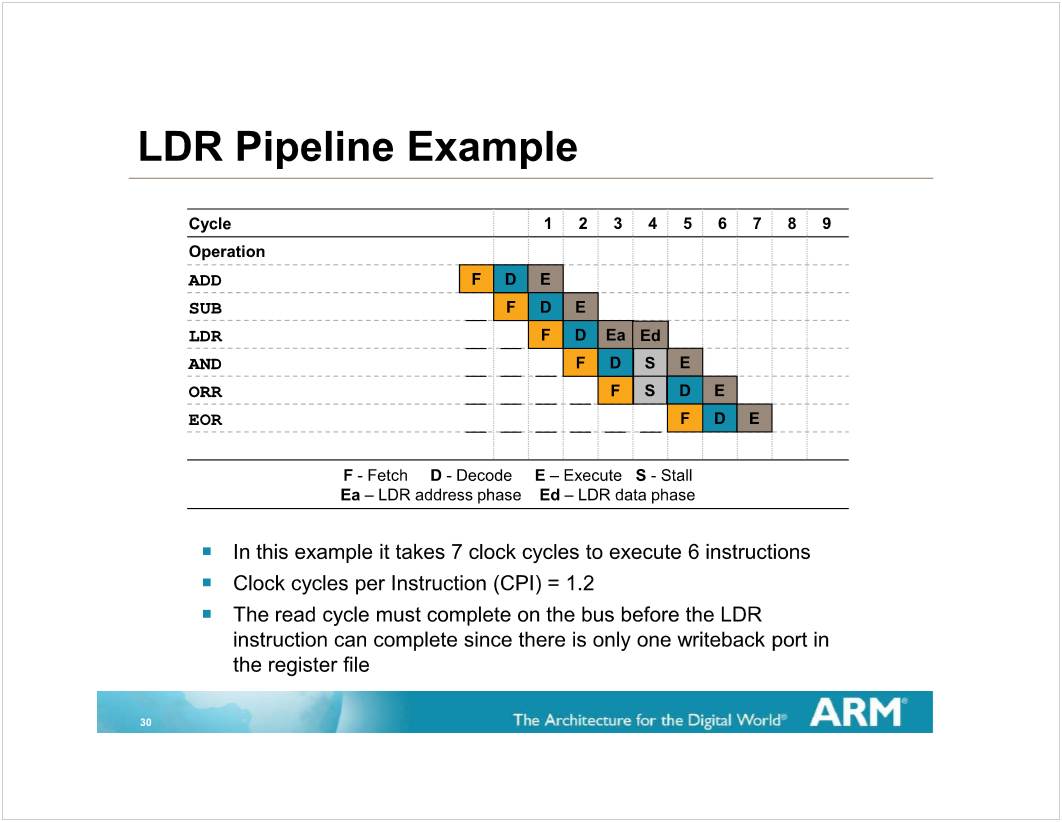 LDR Pipeline Example
Cycle 1 2 3 4 5 6 7 8 9
Operation
ADD F D E
SUB F D E
LDR F D Ea Ed
AND F D S E
ORR F S D E
EOR F D E
F - Fetch D - Decode E – Execute S - Stall
Ea – LDR address phase Ed – LDR data phase
In this example it takes 7 clock cycles to execute 6 instructions
Clock cycles per Instruction (CPI) = 1.2
The read cycle must complete on the bus before the LDR
instruction can complete since there is only one writeback port in
the register file
30 The Architecture for the Digital World® ARM®